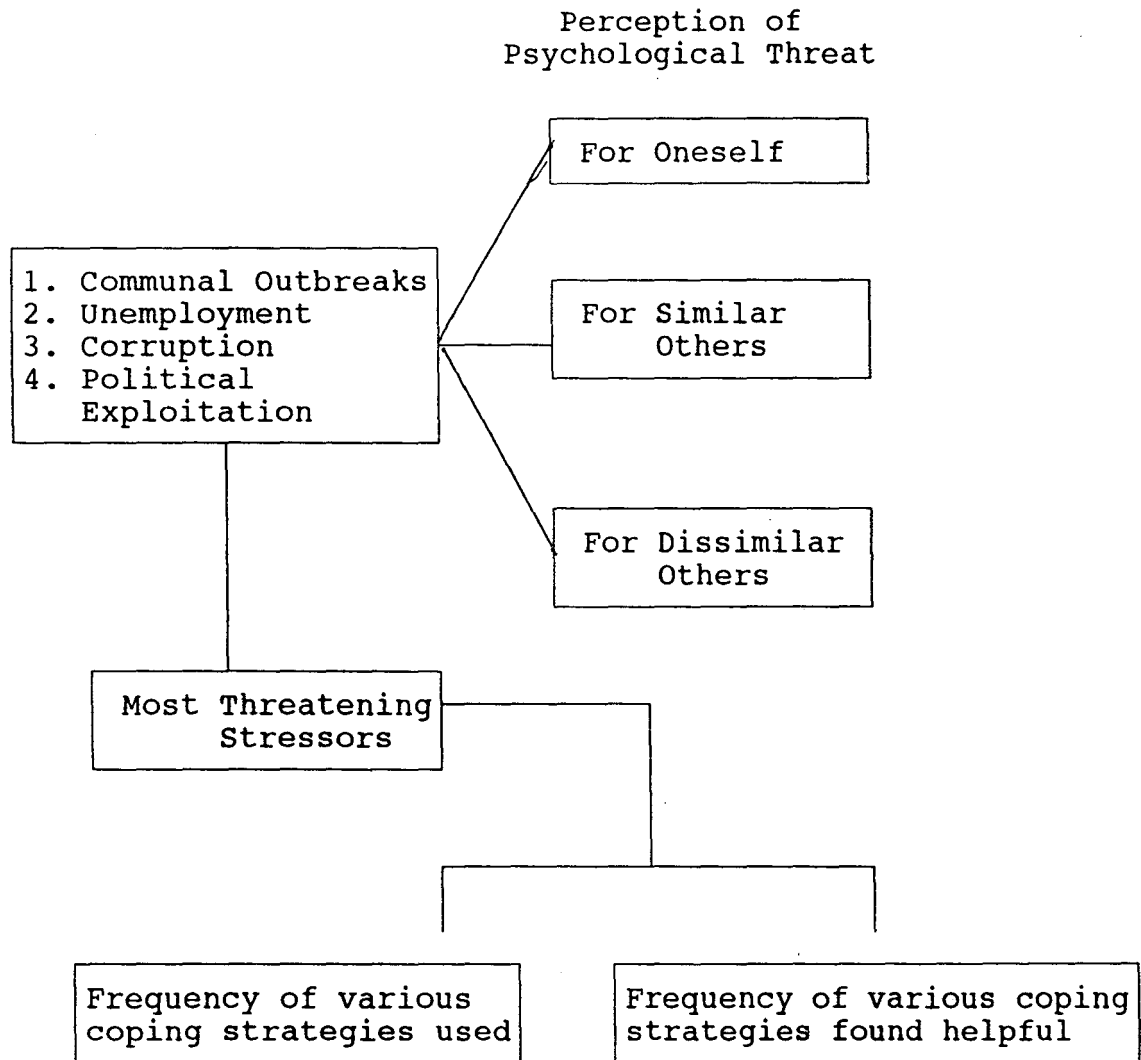 Perception of
Psychological Threat
For Oneself
1. Communal Outbreaks
2. Unemployment
3. Corruption
4. Political
Exploitation
For Similar
Others
For Dissimilar
Others
Most Threatening
Stressors
Frequency of various
coping strategies used
Frequency of various coping
strategies found helpful